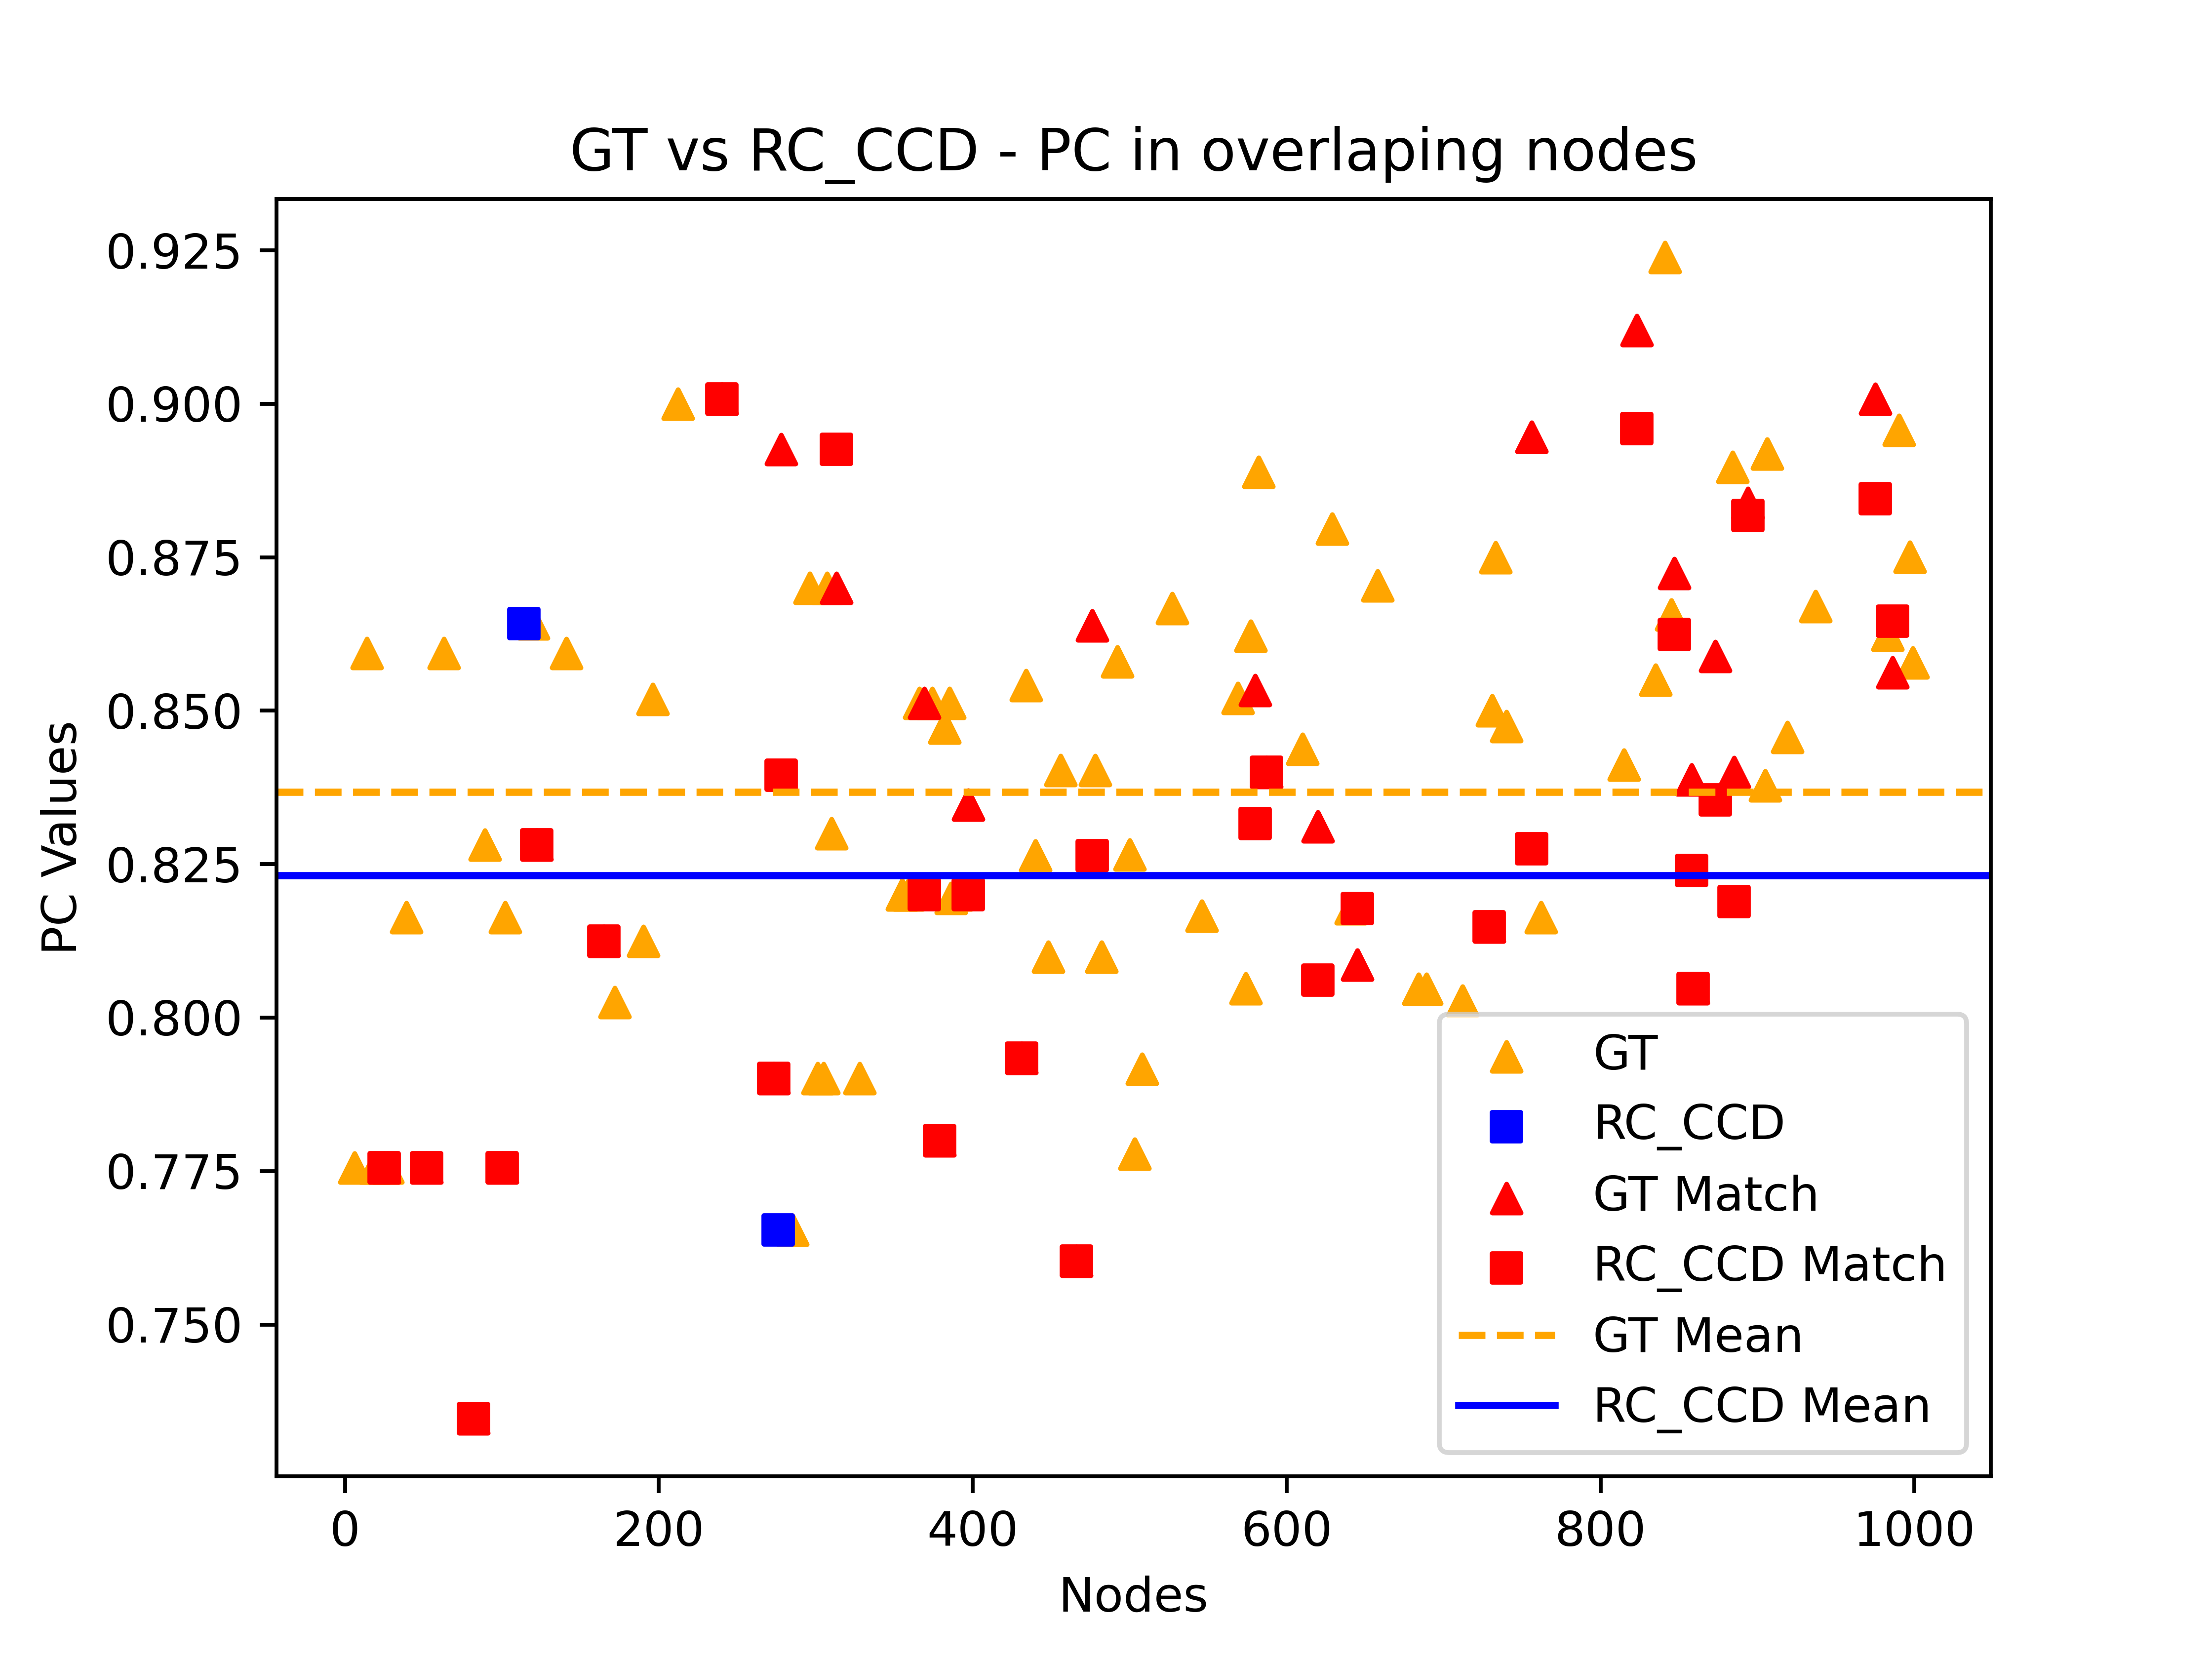 GT vs RC_CCD - PC in overlaping nodes
PC Values
0.925
0.900
0.875
0.850
0.825
0.800
0.775
0.750
GT
RC_CCD
GT Match
RC_CCD Match
GT Mean
RC_CCD Mean
0 200 400 600 800 1000
Nodes